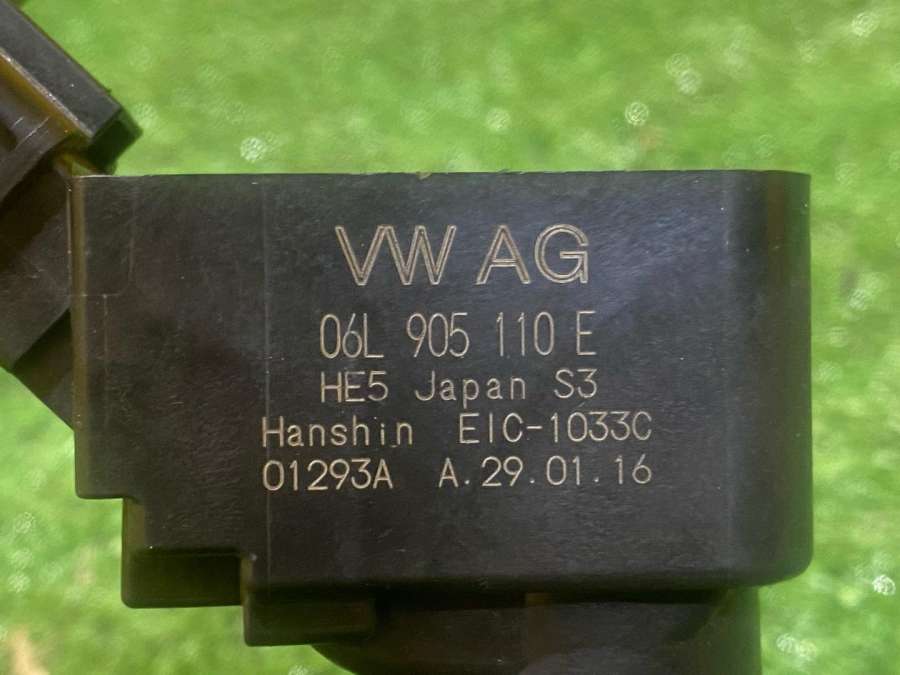 VW AG
06L 905 110 E
HE5 Japan S3
Hanshin EIC-1033C
01293A A.29.01.16